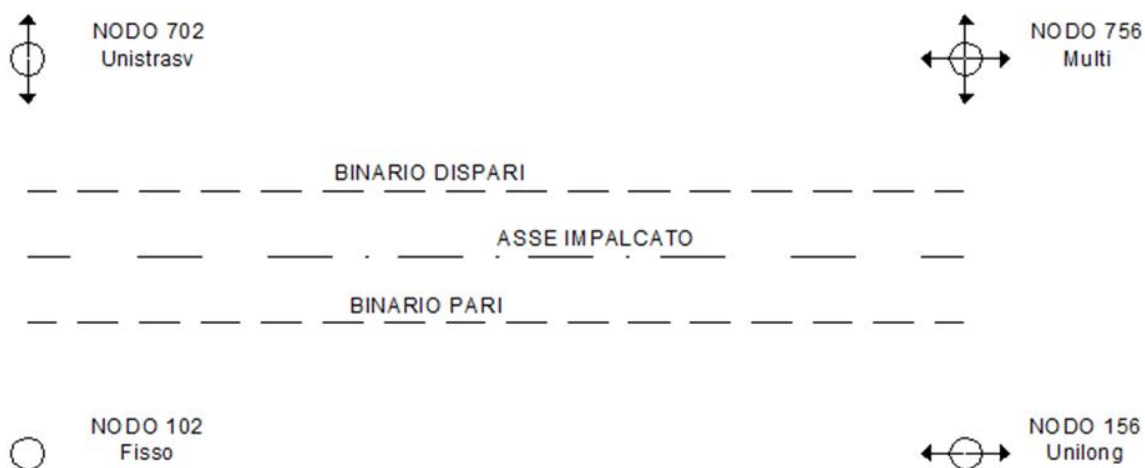 NODO 702
Unistrasv
NODO 756
Multi
BINARIO DISPARI
ASSE IMPALCATO
BINARIO PARI
NODO 102
Fisso
NODO 156
Unilong